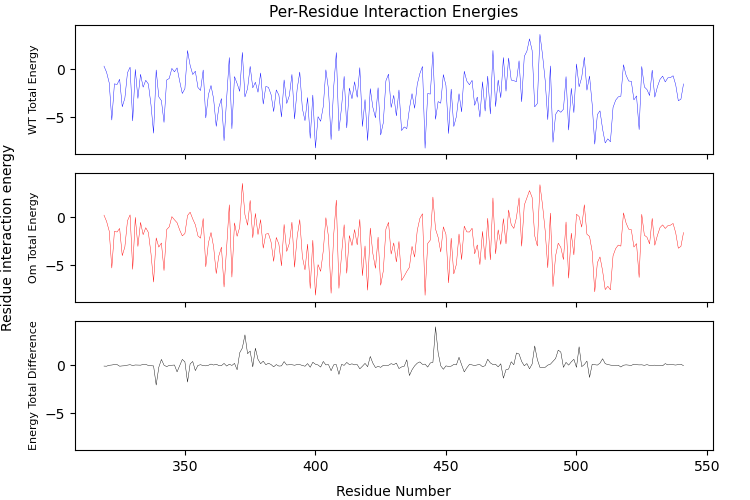 Per-Residue Interaction Energies
Residue interaction energy
WT Total Energy
0
−5
Om Total Energy
0
−5
Energy Total Difference
0
−5
350
400
450
500
550
Residue Number